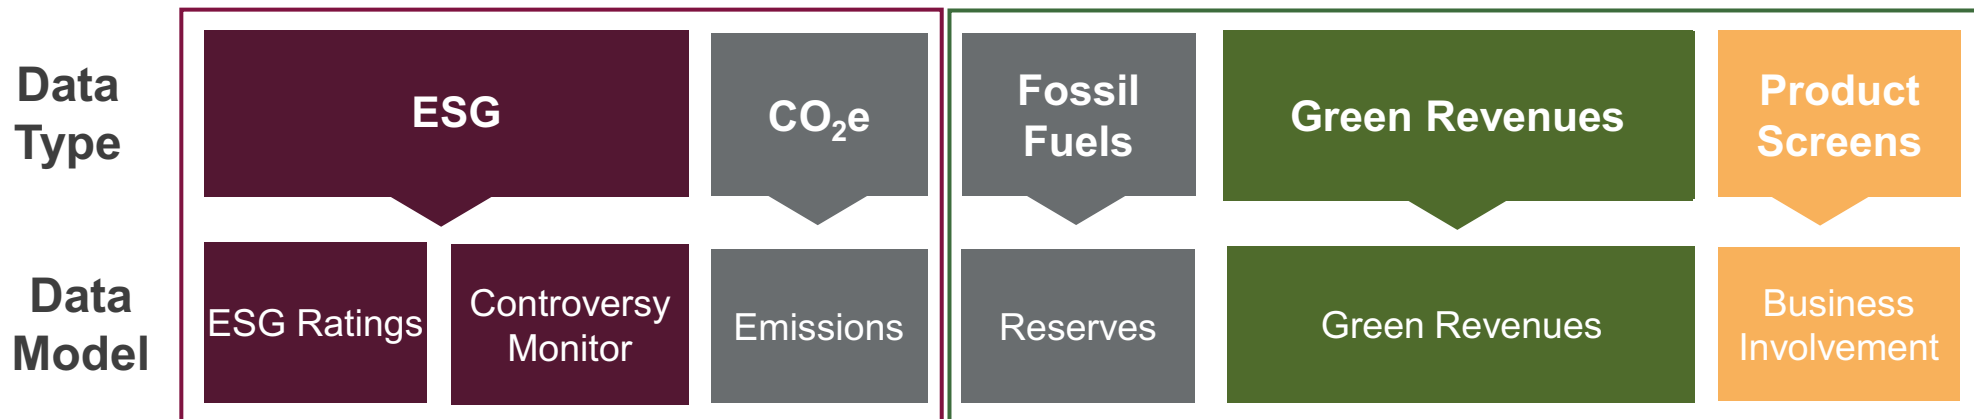 Data
Type
ESG
CO₂e
Fossil
Fuels
Green Revenues
Product
Screens
Data
Model
ESG Ratings
Controversy
Monitor
Emissions
Reserves
Green Revenues
Business
Involvement